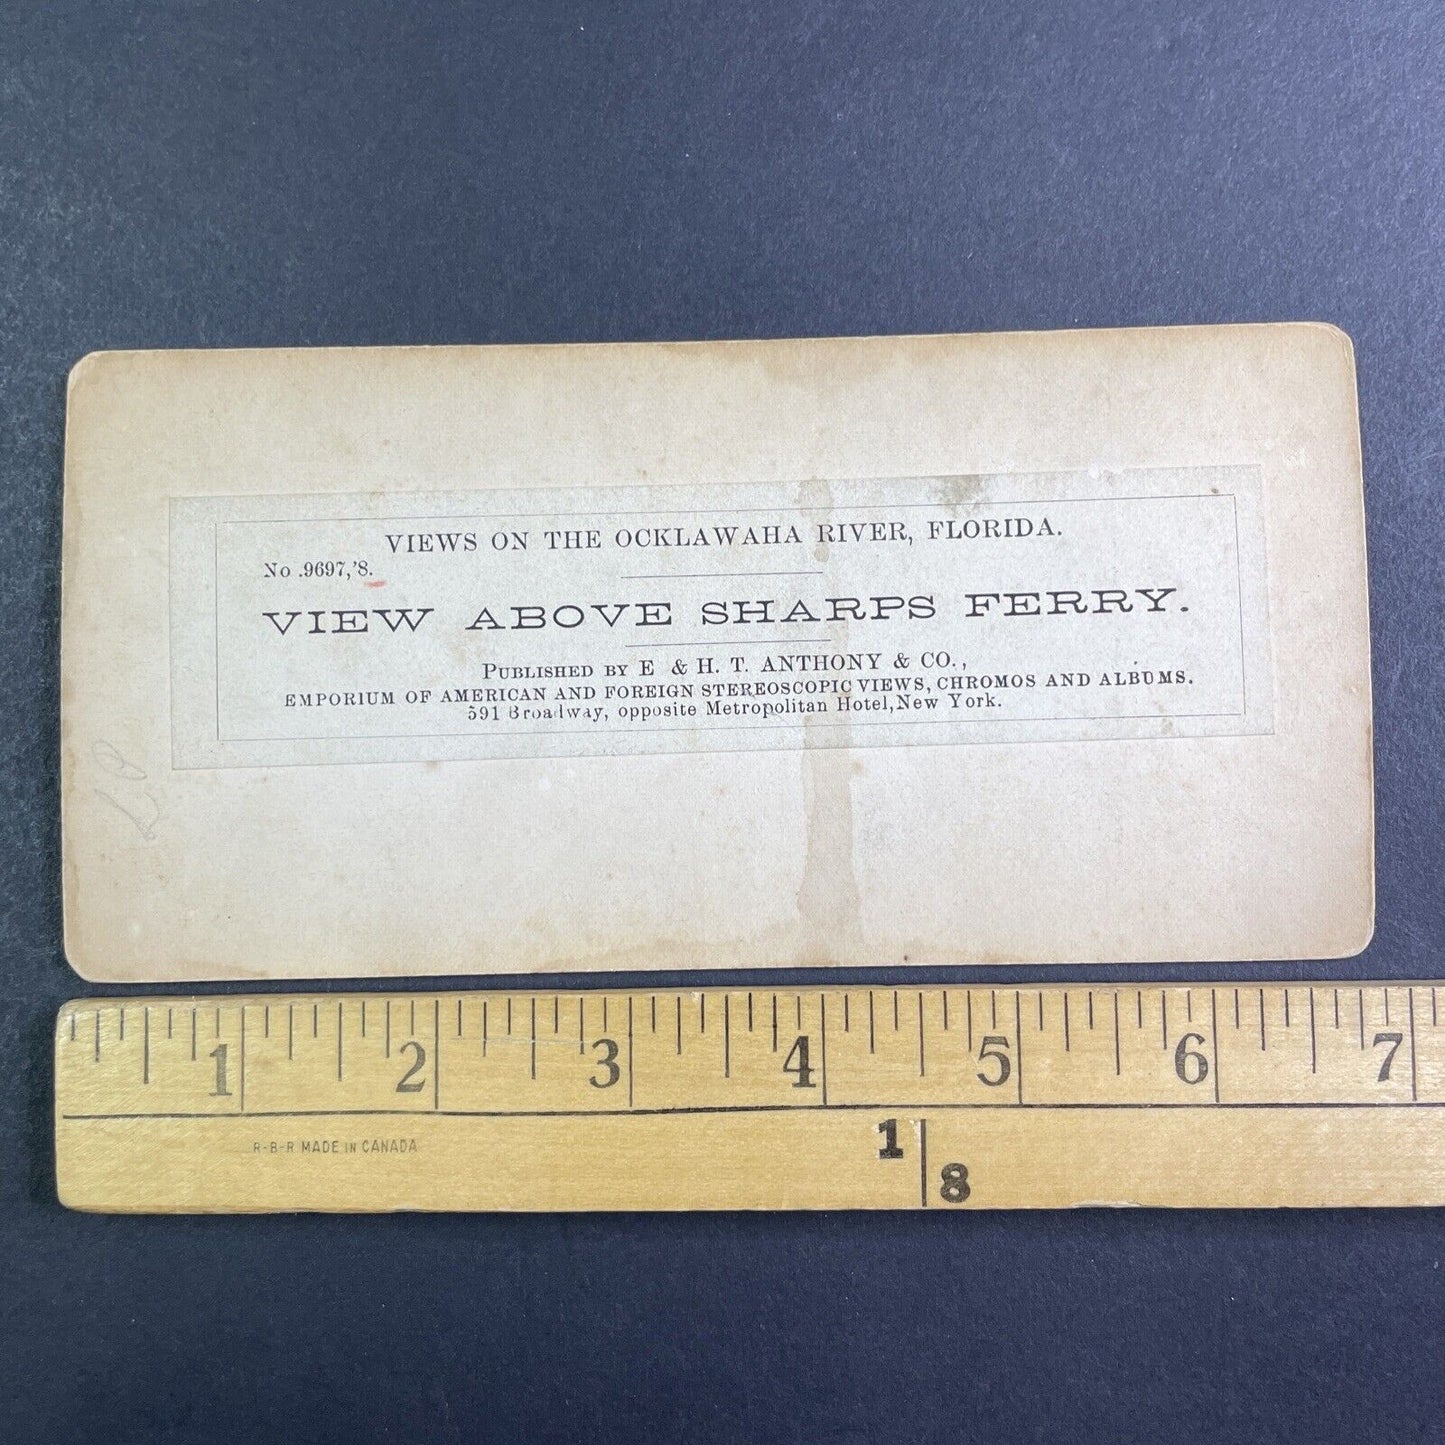 VIEWS ON THE OCKLAWAHA RIVER, FLORIDA.
No .9697,'8.
VIEW ABOVE SHARPS FERRY.
PUBLISHED BY E & H. T. ANTHONY & CO.,
EMPORIUM OF AMERICAN AND FOREIGN STEREOSCOPIC VIEWS, CHROMOS AND ALBUMS.
591 Broadway, opposite Metropolitan Hotel, New York.
1 2 3 4 5 6 7
R-B-R MADE IN CANADA
1
8